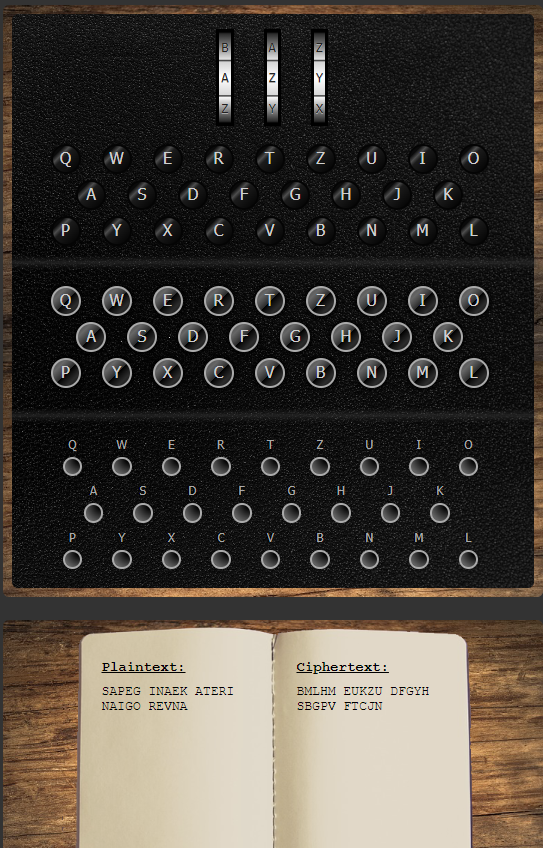 B A Z
A Z Y
Z Y X
Q W E R T Z U I O
A S D F G H J K
P Y X C V B N M L
Q W E R T Z U I O
A S D F G H J K
P Y X C V B N M L
Q W E R T Z U I O
A S D F G H J K
P Y X C V B N M L
Plaintext:
SAPEG INAEK ATERI
NAIGO REVNA
Ciphertext:
BMLHM EUKZU DFGYH
SBGPV FTCJN